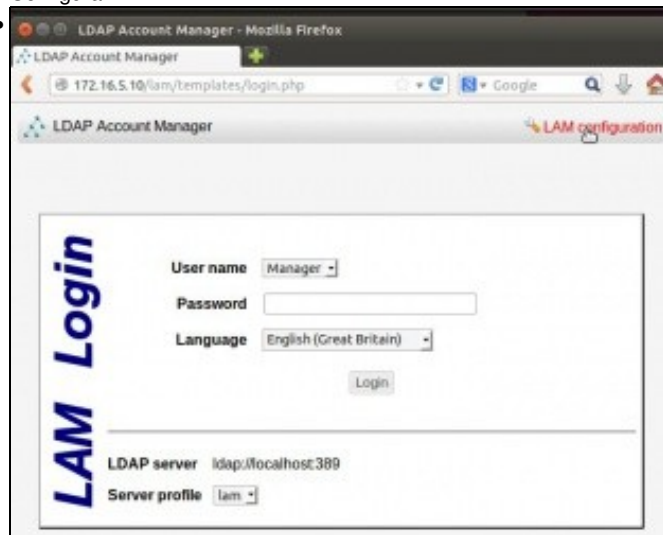 LDAP Account Manager - Mozilla Firefox
LDAP Account Manager
172.16.5.10/lam/templates/login.php
Google
LDAP Account Manager
LAM configuration
LAM Login
User name Manager
Password
Language English (Great Britain)
Login
LDAP server ldap://localhost:389
Server profile lam